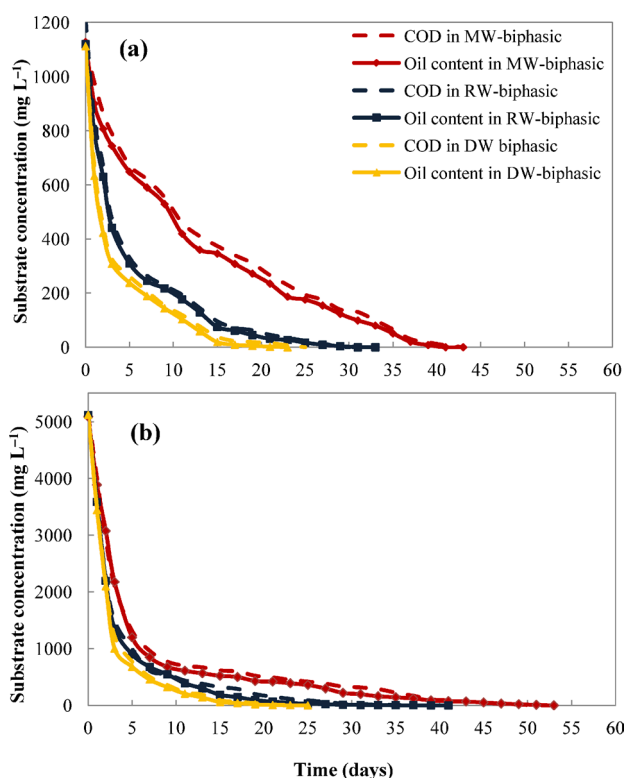 (a)
COD in MW-biphasic
Oil content in MW-biphasic
COD in RW-biphasic
Oil content in RW-biphasic
COD in DW biphasic
Oil content in DW-biphasic
Substrate concentration (mg L⁻¹)
1200
1000
800
600
400
200
0
0 5 10 15 20 25 30 35 40 45 50 55 60
(b)
Substrate concentration (mg L⁻¹)
5000
4000
3000
2000
1000
0
0 5 10 15 20 25 30 35 40 45 50 55 60
Time (days)